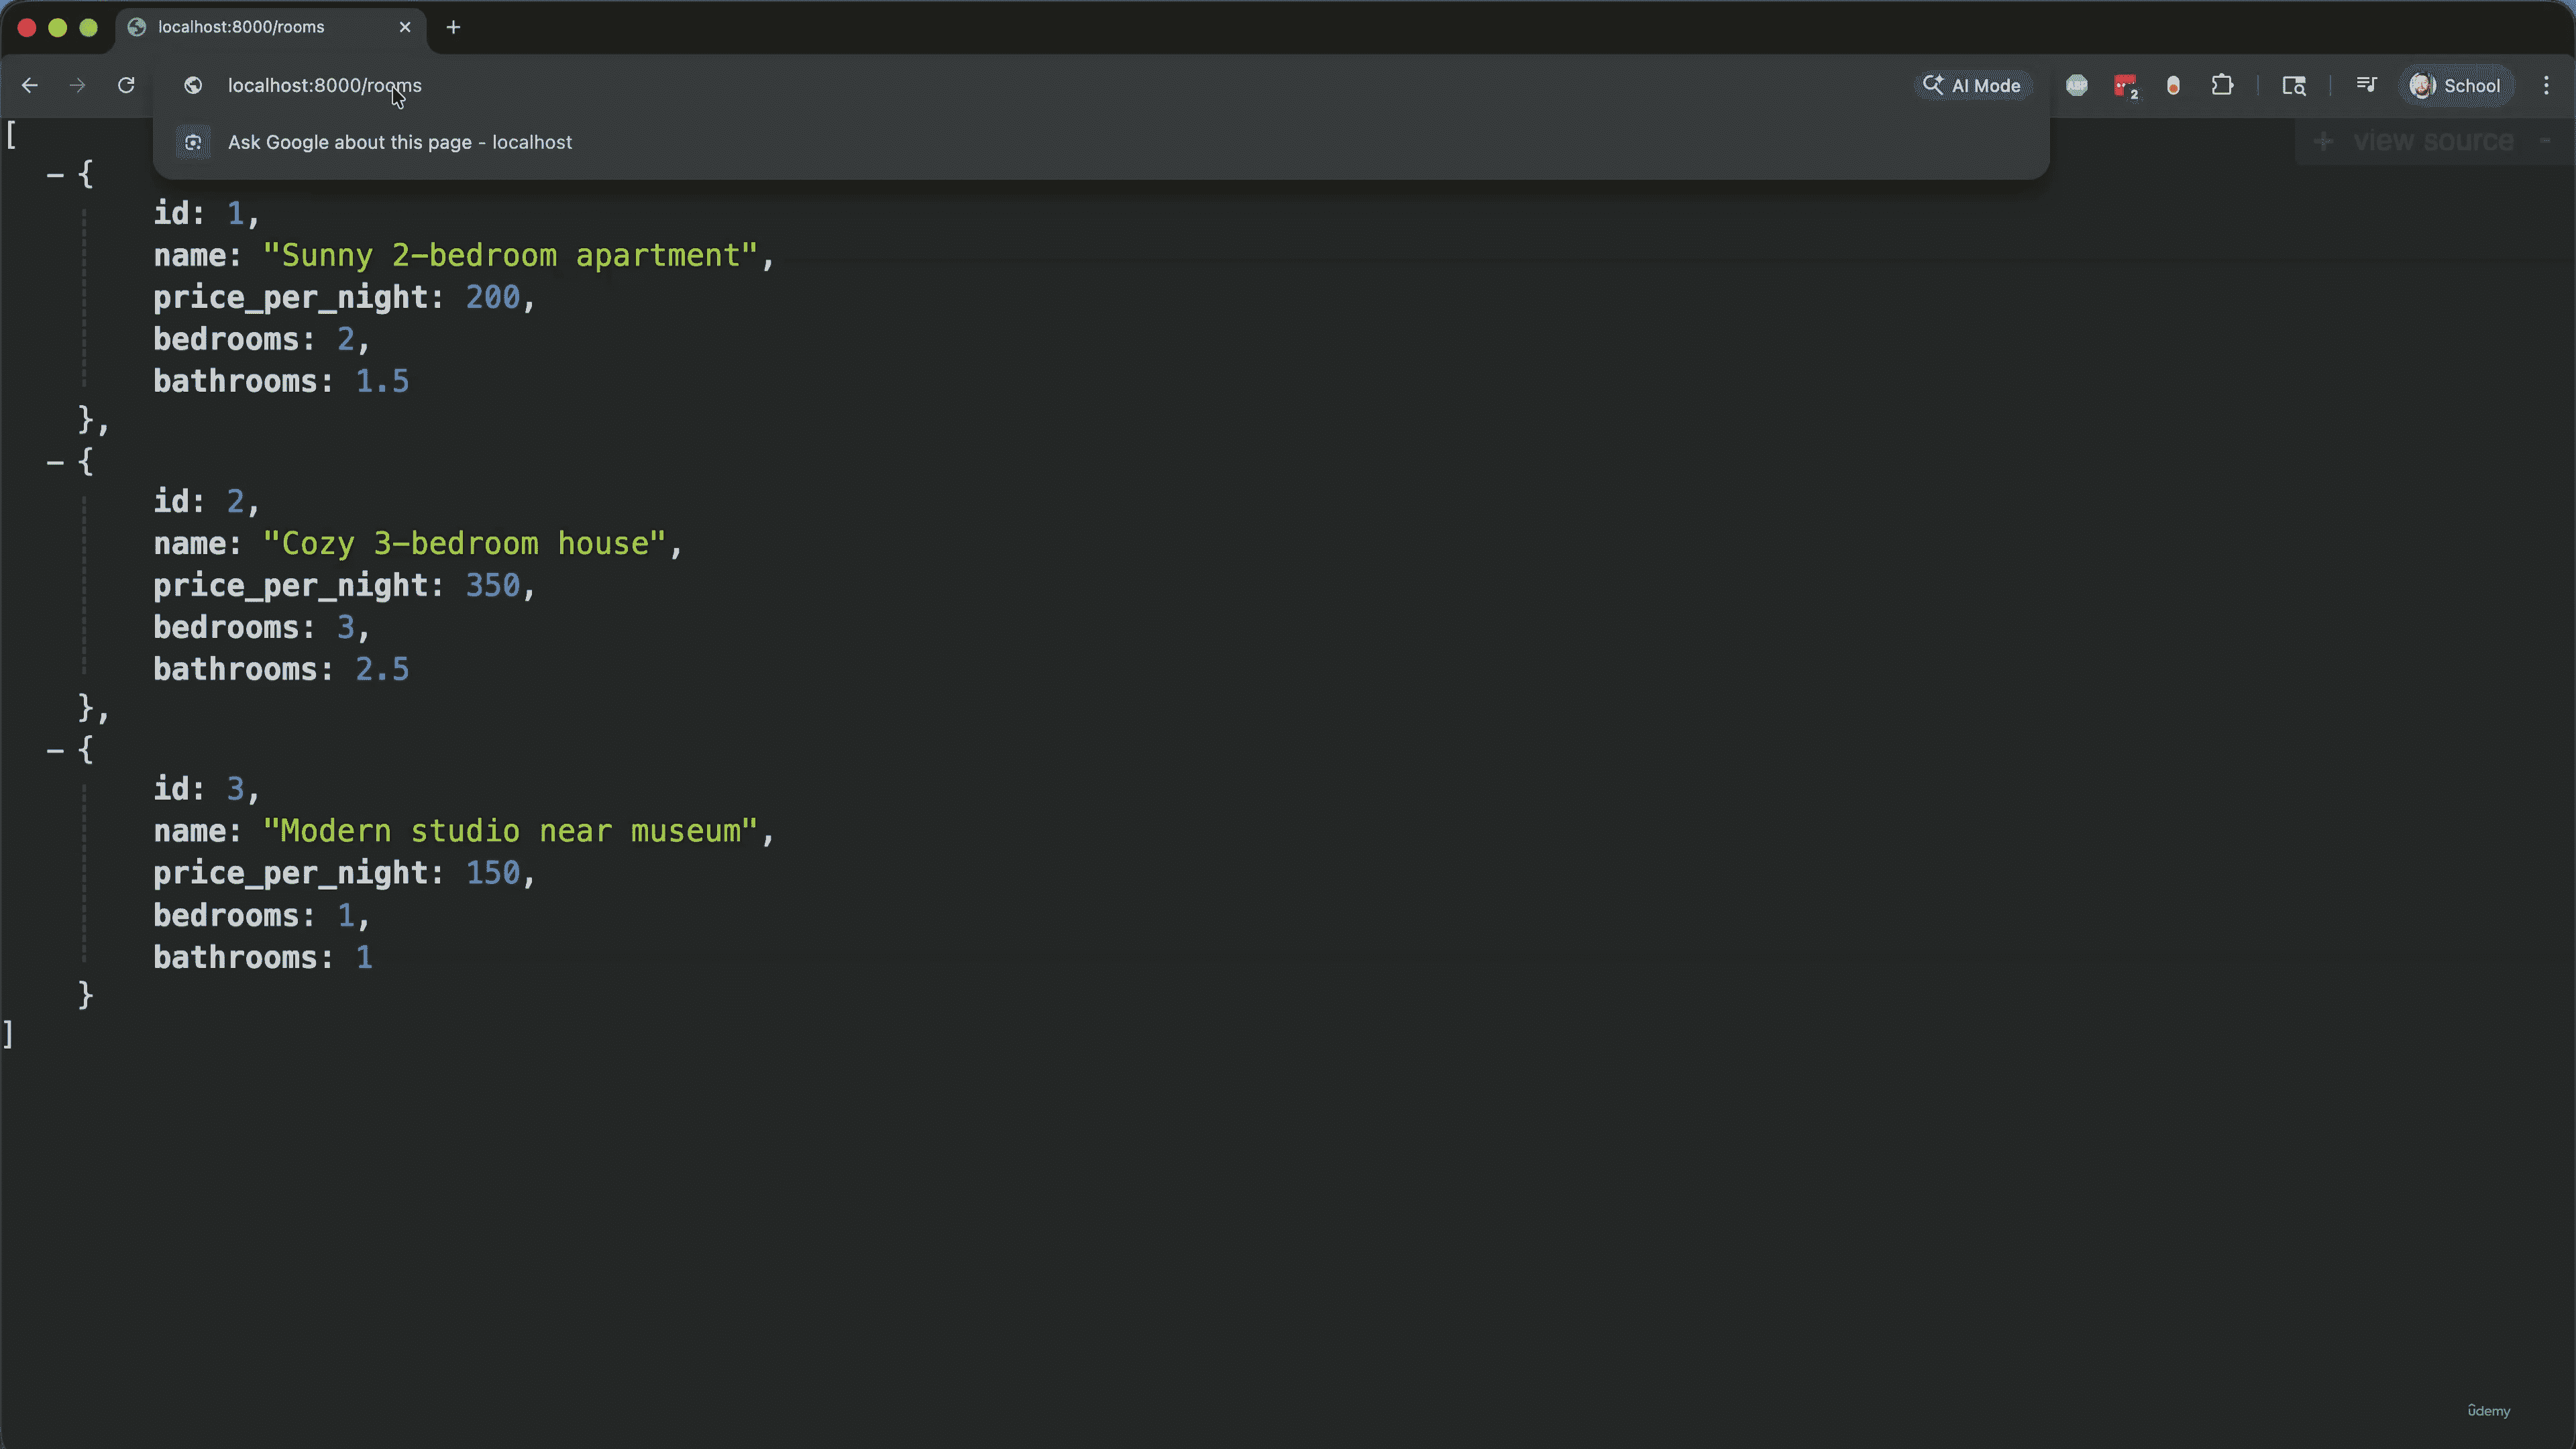 localhost:8000/rooms
localhost:8000/rooms
AI Mode
ABP
2
School
Ask Google about this page - localhost
+ view source -
[
- {
id: 1,
name: "Sunny 2-bedroom apartment",
price_per_night: 200,
bedrooms: 2,
bathrooms: 1.5
},
- {
id: 2,
name: "Cozy 3-bedroom house",
price_per_night: 350,
bedrooms: 3,
bathrooms: 2.5
},
- {
id: 3,
name: "Modern studio near museum",
price_per_night: 150,
bedrooms: 1,
bathrooms: 1
}
]
ûdemy